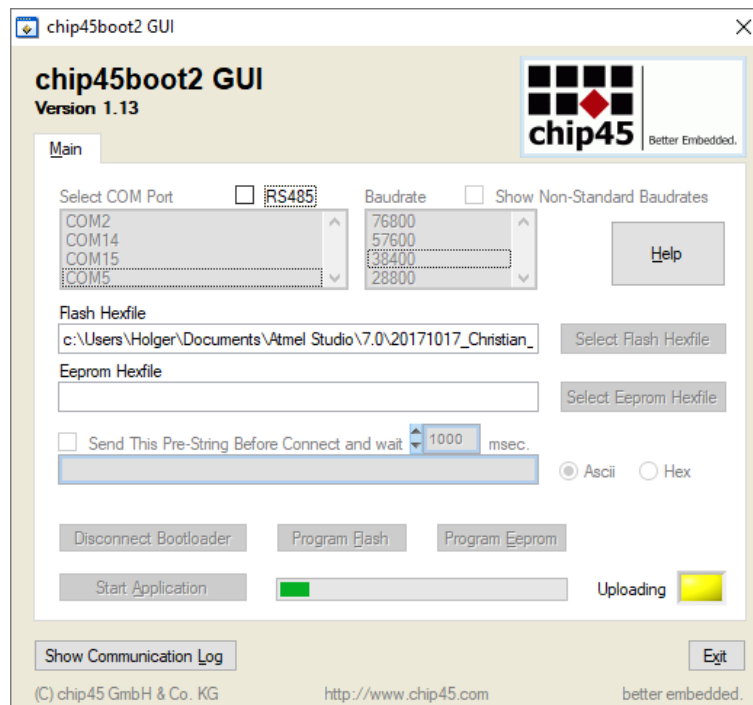 chip45boot2 GUI
chip45boot2 GUI
Version 1.13
chip45
Better Embedded.
Main
Select COM Port
RS485
Baudrate
Show Non-Standard Baudrates
COM2
COM14
COM15
COM5
76800
57600
38400
28800
Help
Flash Hexfile
c:\Users\Holger\Documents\Atmel Studio\7.0\20171017_Christian_
Select Flash Hexfile
Eeprom Hexfile
Select Eeprom Hexfile
Send This Pre-String Before Connect and wait 1000 msec.
Ascii
Hex
Disconnect Bootloader
Program Flash
Program Eeprom
Start Application
Uploading
Show Communication Log
Exit
(C) chip45 GmbH & Co. KG
http://www.chip45.com
better embedded.